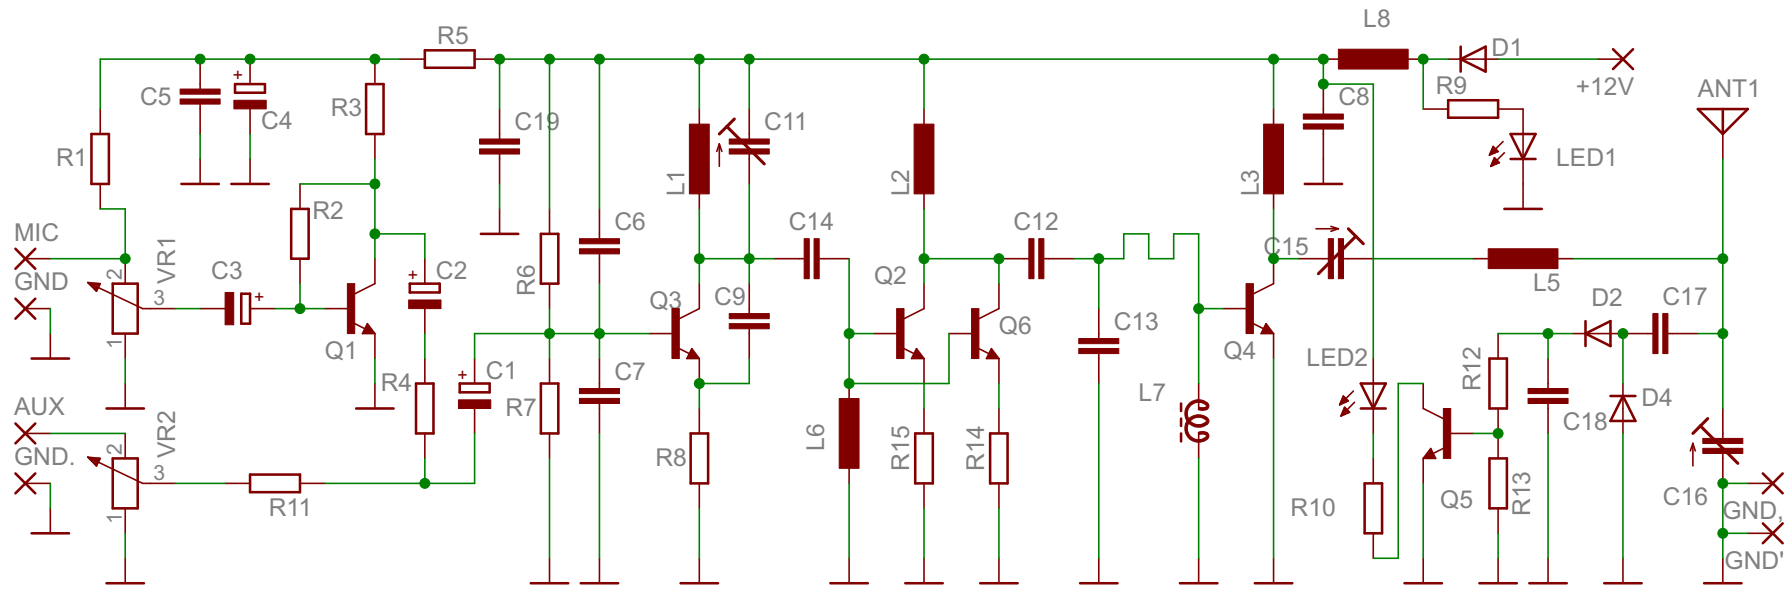 L8
R5
D1
R9
+12V
ANT1
C5
C4
R3
C19
C11
C8
R1
L1
L2
L3
LED1
R2
MIC
VR1
2
C3
+
+
C2
+
C6
C14
C12
C15
GND
3
R6
Q3
C9
Q2
Q6
C13
Q4
L5
D2
C17
1
Q1
R4
+
C1
C7
L7
LED2
R12
D4
C18
AUX
VR2
2
R7
GND.
3
R11
R8
L6
R15
R14
R10
Q5
R13
C16
GND,
1
GND'